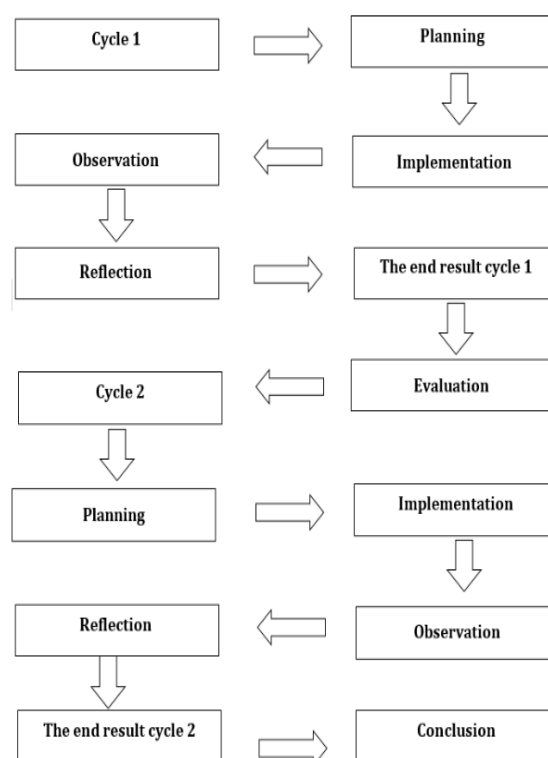 Cycle 1
Planning
Observation
Implementation
Reflection
The end result cycle 1
Cycle 2
Evaluation
Planning
Implementation
Reflection
Observation
The end result cycle 2
Conclusion